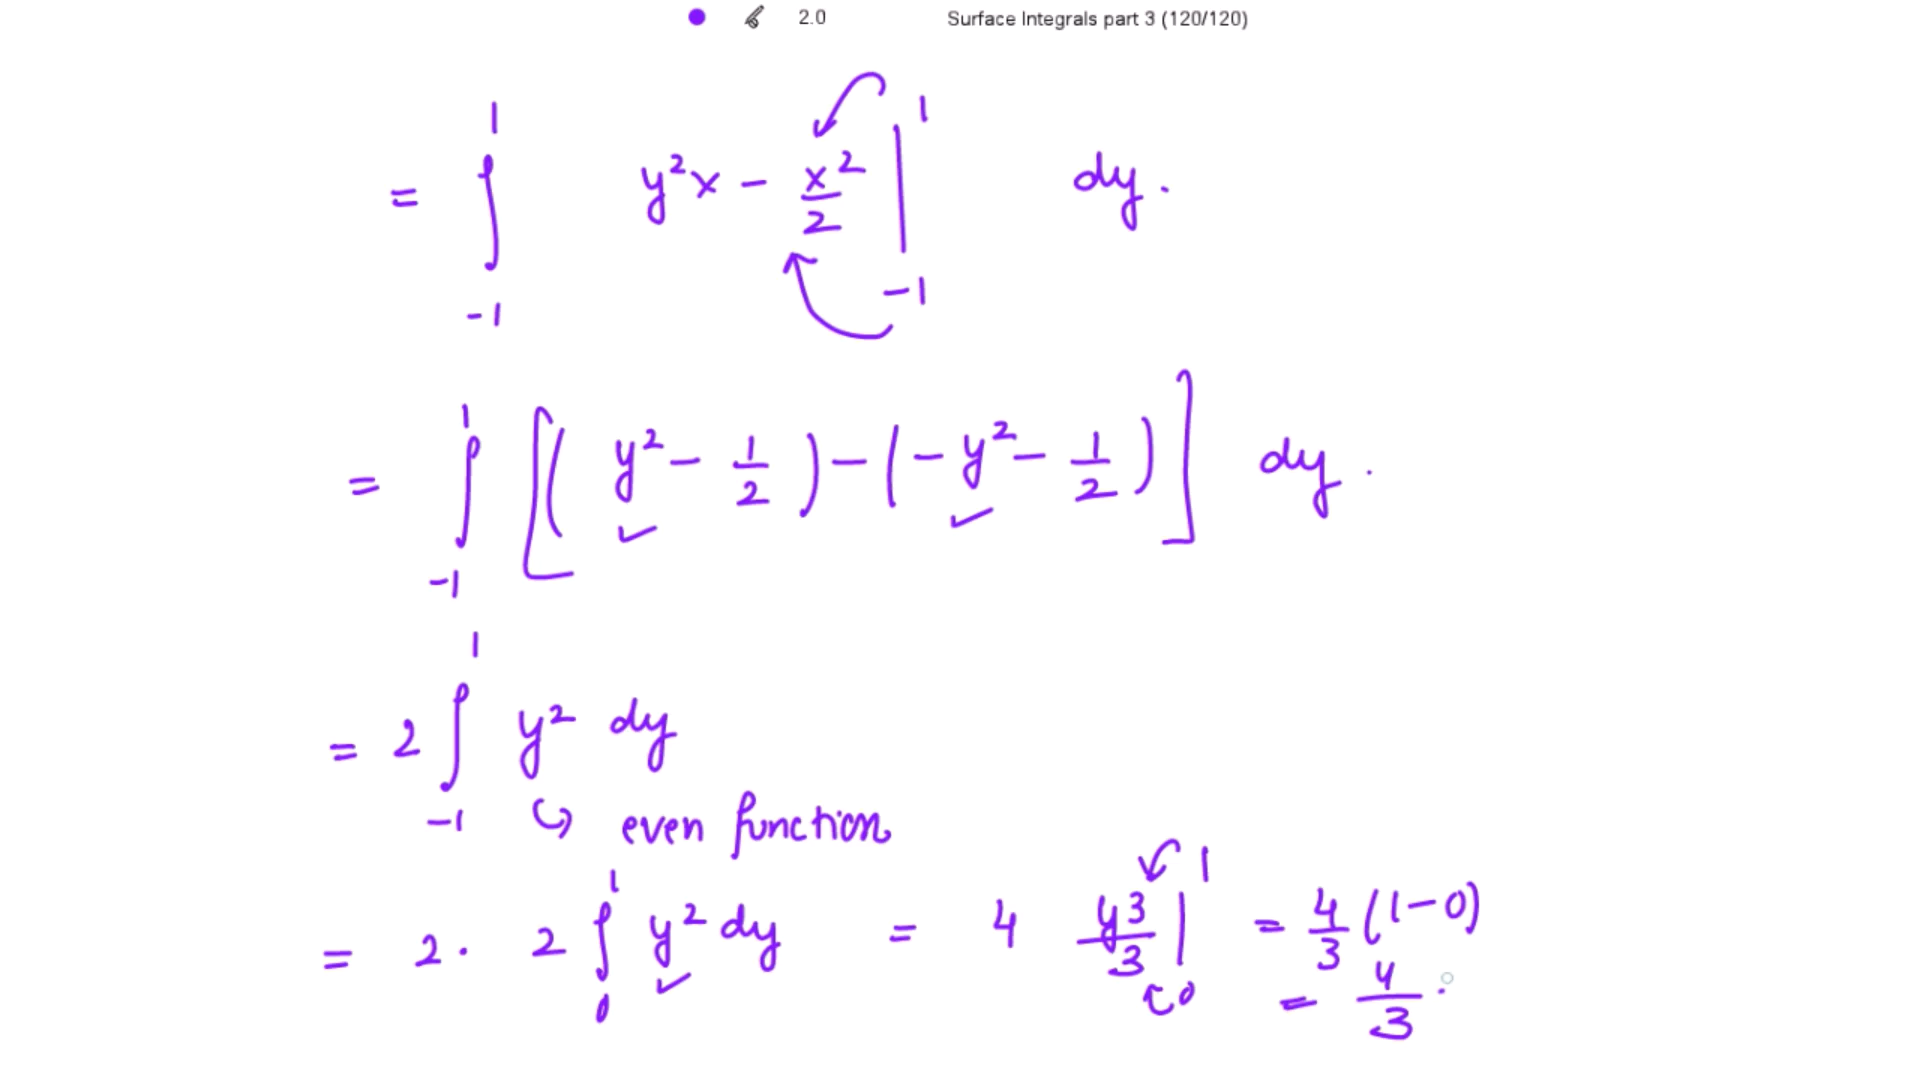 2.0 Surface Integrals part 3 (120/120)
= ∫_{-1}^{1} y²x - x²/2 |_{-1}^{1} dy.
= ∫_{-1}^{1} [( y² - 1/2 ) - ( - y² - 1/2 )] dy.
= 2 ∫_{-1}^{1} y² dy
↪ even function
= 2 · 2 ∫_{0}^{1} y² dy = 4 y³/3 |_{0}^{1} = 4/3 (1-0)
= 4/3 .